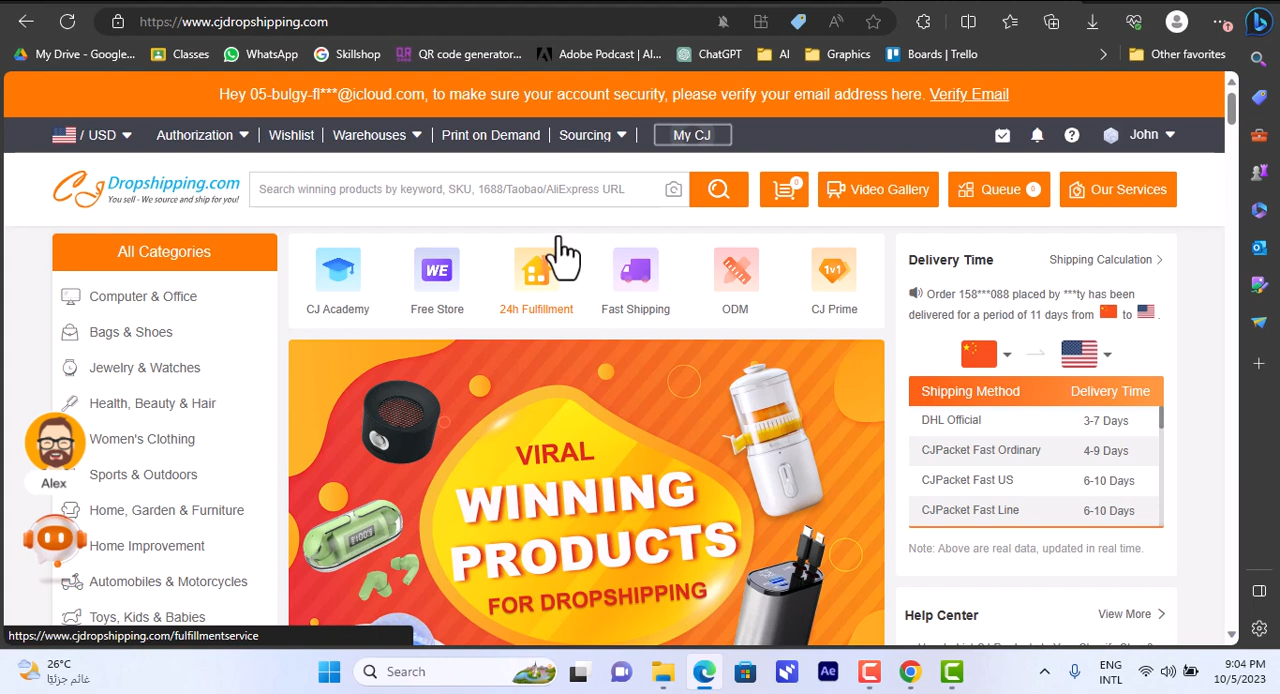 https://www.cjdropshipping.com
My Drive - Google...
Classes
WhatsApp
Skillshop
QR code generator...
Adobe Podcast | Al...
ChatGPT
AI
Graphics
Boards | Trello
Other favorites
Hey 05-bulgy-fl***@icloud.com, to make sure your account security, please verify your email address here. Verify Email
/ USD
Authorization
Wishlist
Warehouses
Print on Demand
Sourcing
My CJ
John
CJ Dropshipping.com
You sell - We source and ship for you!
Search winning products by keyword, SKU, 1688/Taobao/AliExpress URL
0
Video Gallery
Queue 0
Our Services
All Categories
Computer & Office
Bags & Shoes
Jewelry & Watches
Health, Beauty & Hair
Women's Clothing
Sports & Outdoors
Home, Garden & Furniture
Home Improvement
Automobiles & Motorcycles
Toys, Kids & Babies
Alex
CJ Academy
WE
Free Store
24h Fulfillment
Fast Shipping
ODM
1v1
CJ Prime
VIRAL
WINNING
PRODUCTS
FOR DROPSHIPPING
Delivery Time
Shipping Calculation
Order 158***088 placed by ***ty has been
delivered for a period of 11 days from to .
Shipping Method Delivery Time
DHL Official 3-7 Days
CJPacket Fast Ordinary 4-9 Days
CJPacket Fast US 6-10 Days
CJPacket Fast Line 6-10 Days
Note: Above are real data, updated in real time.
Help Center
View More
https://www.cjdropshipping.com/fulfillmentservice
26°C
غائم جزئيًا
Search
Ae
ENG
INTL
9:04 PM
10/5/2023